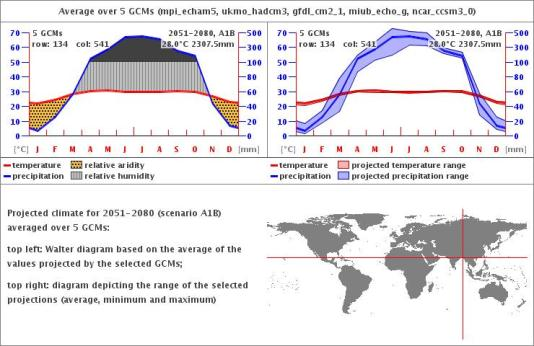 Average over 5 GCMs (mpi_echam5, ukmo_hadcm3, gfdl_cm2_1, miub_echo_g, ncar_ccsm3_0)
5 GCMs 2051-2080, A1B
row: 134 col: 541 28.0°C 2307.5mm
70 500
60 300
50 100
40 80
30 60
20 40
10 20
0 0
[°C] J F M A M J J A S O N D [mm]
temperature relative aridity
precipitation relative humidity
5 GCMs 2051-2080, A1B
row: 134 col: 541 28.0°C 2307.5mm
70 500
60 300
50 100
40 80
30 60
20 40
10 20
0 0
[°C] J F M A M J J A S O N D [mm]
temperature projected temperature range
precipitation projected precipitation range
Projected climate for 2051-2080 (scenario A1B)
averaged over 5 GCMs:
top left: Walter diagram based on the average of the
values projected by the selected GCMs;
top right: diagram depicting the range of the selected
projections (average, minimum and maximum)